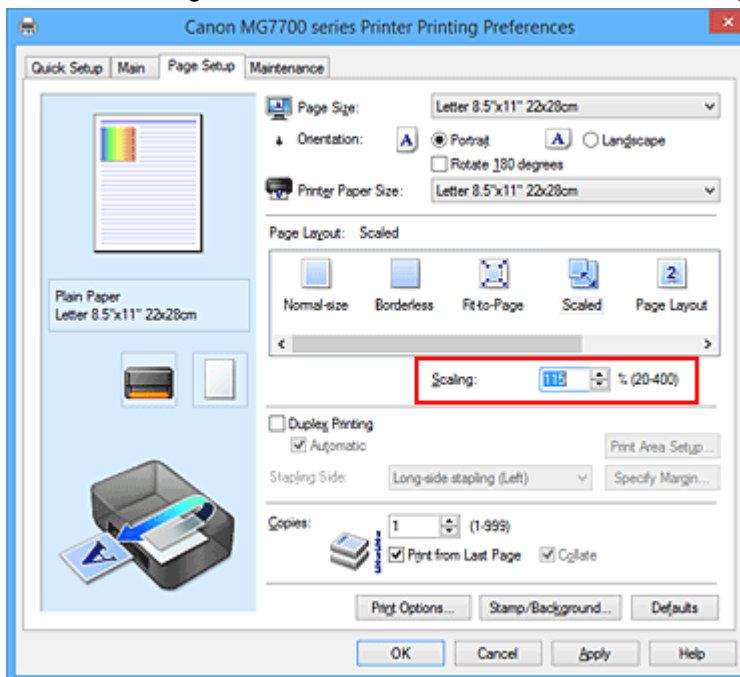 Canon MG7700 series Printer Printing Preferences
Quick Setup Main Page Setup Maintenance
Page Size: Letter 8.5"x11" 22x28cm
Orientation: A Portrait A Landscape
Rotate 180 degrees
Printer Paper Size: Letter 8.5"x11" 22x28cm
Page Layout: Scaled
Normal-size Borderless Fit-to-Page Scaled Page Layout
2
Plain Paper
Letter 8.5"x11" 22x28cm
Scaling: 115 % (20-400)
Duplex Printing
Automatic Print Area Setup...
Stapling Side: Long-side stapling (Left) Specify Margin...
Copies: 1 (1-999)
Print from Last Page Collate
A
Print Options... Stamp/Background... Defaults
OK Cancel Apply Help